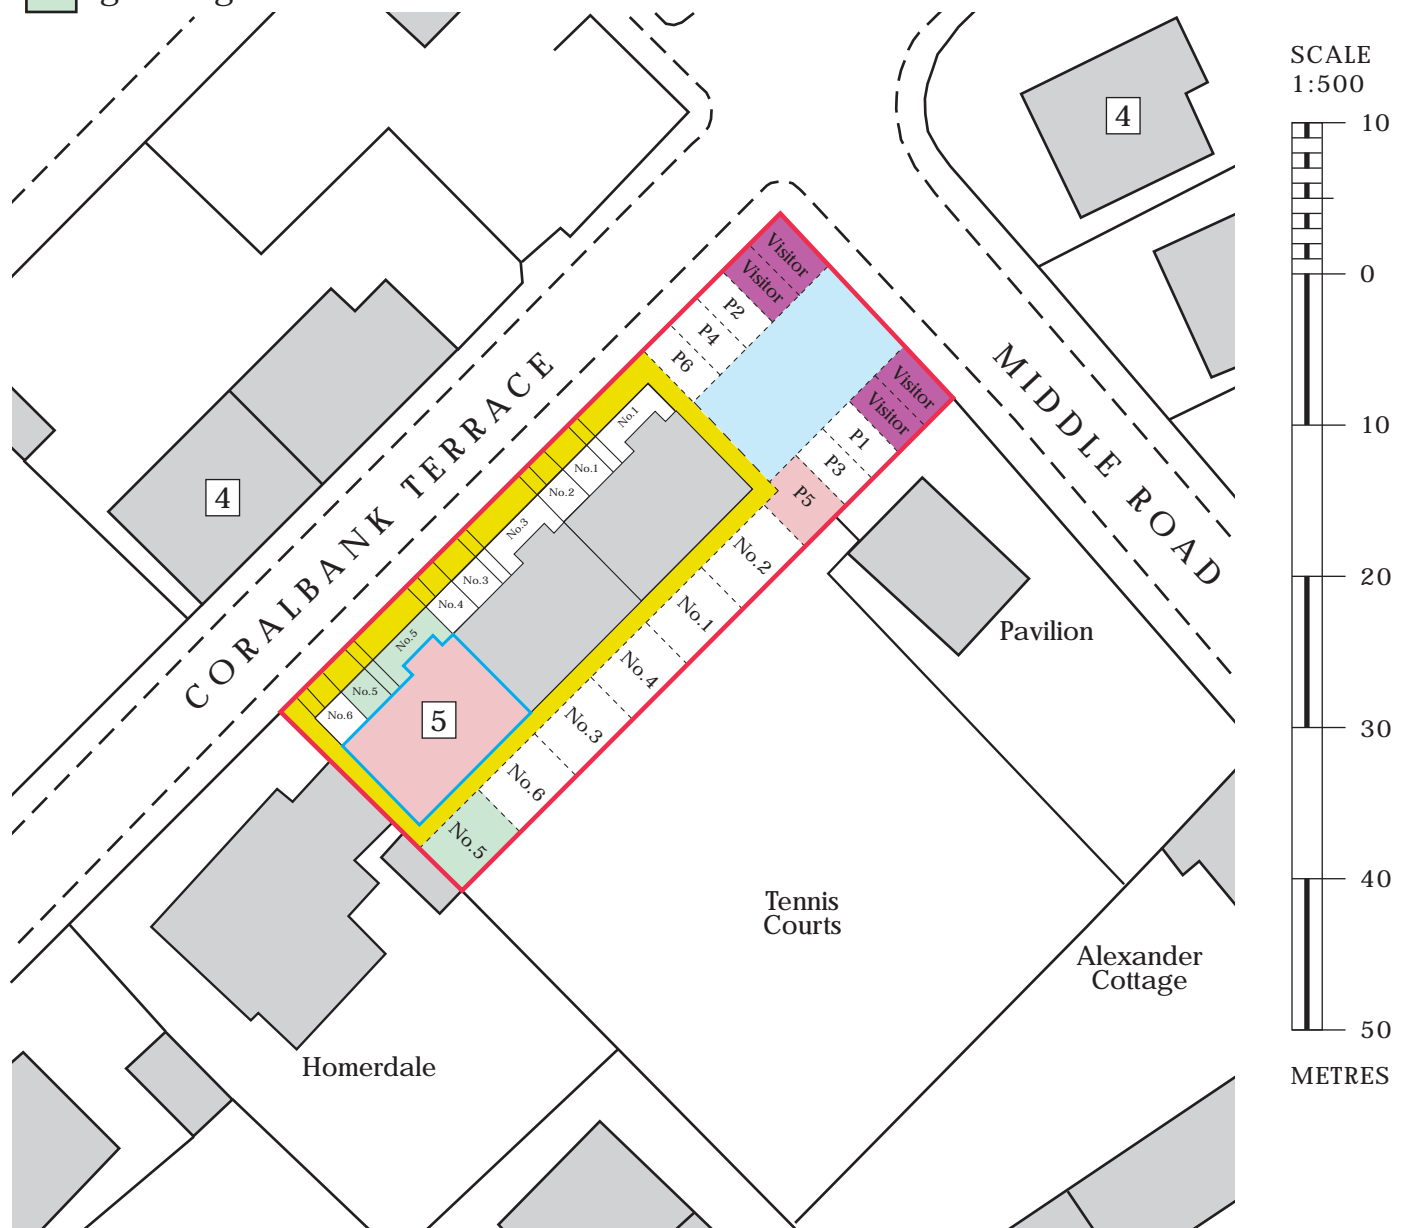 SCALE
1:500
10
0
10
20
30
40
50
METRES
4
4
Visitor
Visitor
P2
P4
P6
Visitor
Visitor
P1
P3
P5
CORALBANK TERRACE
MIDDLE ROAD
No.1
No.1
No.2
No.3
No.3
No.4
No.5
No.5
No.6
5
No.2
No.1
No.4
No.3
No.6
No.5
Pavilion
Tennis
Courts
Alexander
Cottage
Homerdale